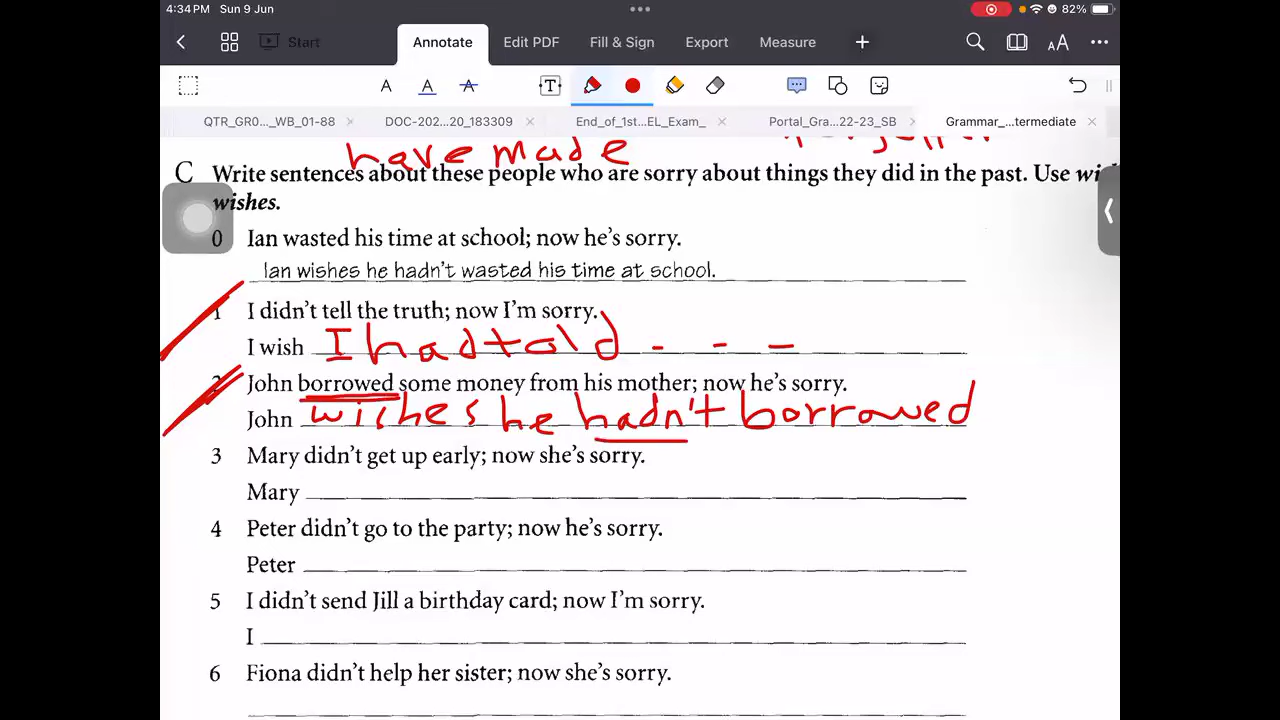 4:34 PM Sun 9 Jun 82%
Start Annotate Edit PDF Fill & Sign Export Measure
QTR_GR0..._WB_01-88 DOC-202...20_183309 End_of_1st...EL_Exam_ Portal_Gra...22-23_SB Grammar_...termediate
have made
C Write sentences about these people who are sorry about things they did in the past. Use
wishes.
0 Ian wasted his time at school; now he's sorry.
Ian wishes he hadn't wasted his time at school.
1 I didn't tell the truth; now I'm sorry.
I wish I had told - - -
2 John borrowed some money from his mother; now he's sorry.
John wishes he hadn't borrowed
3 Mary didn't get up early; now she's sorry.
Mary
4 Peter didn't go to the party; now he's sorry.
Peter
5 I didn't send Jill a birthday card; now I'm sorry.
I
6 Fiona didn't help her sister; now she's sorry.